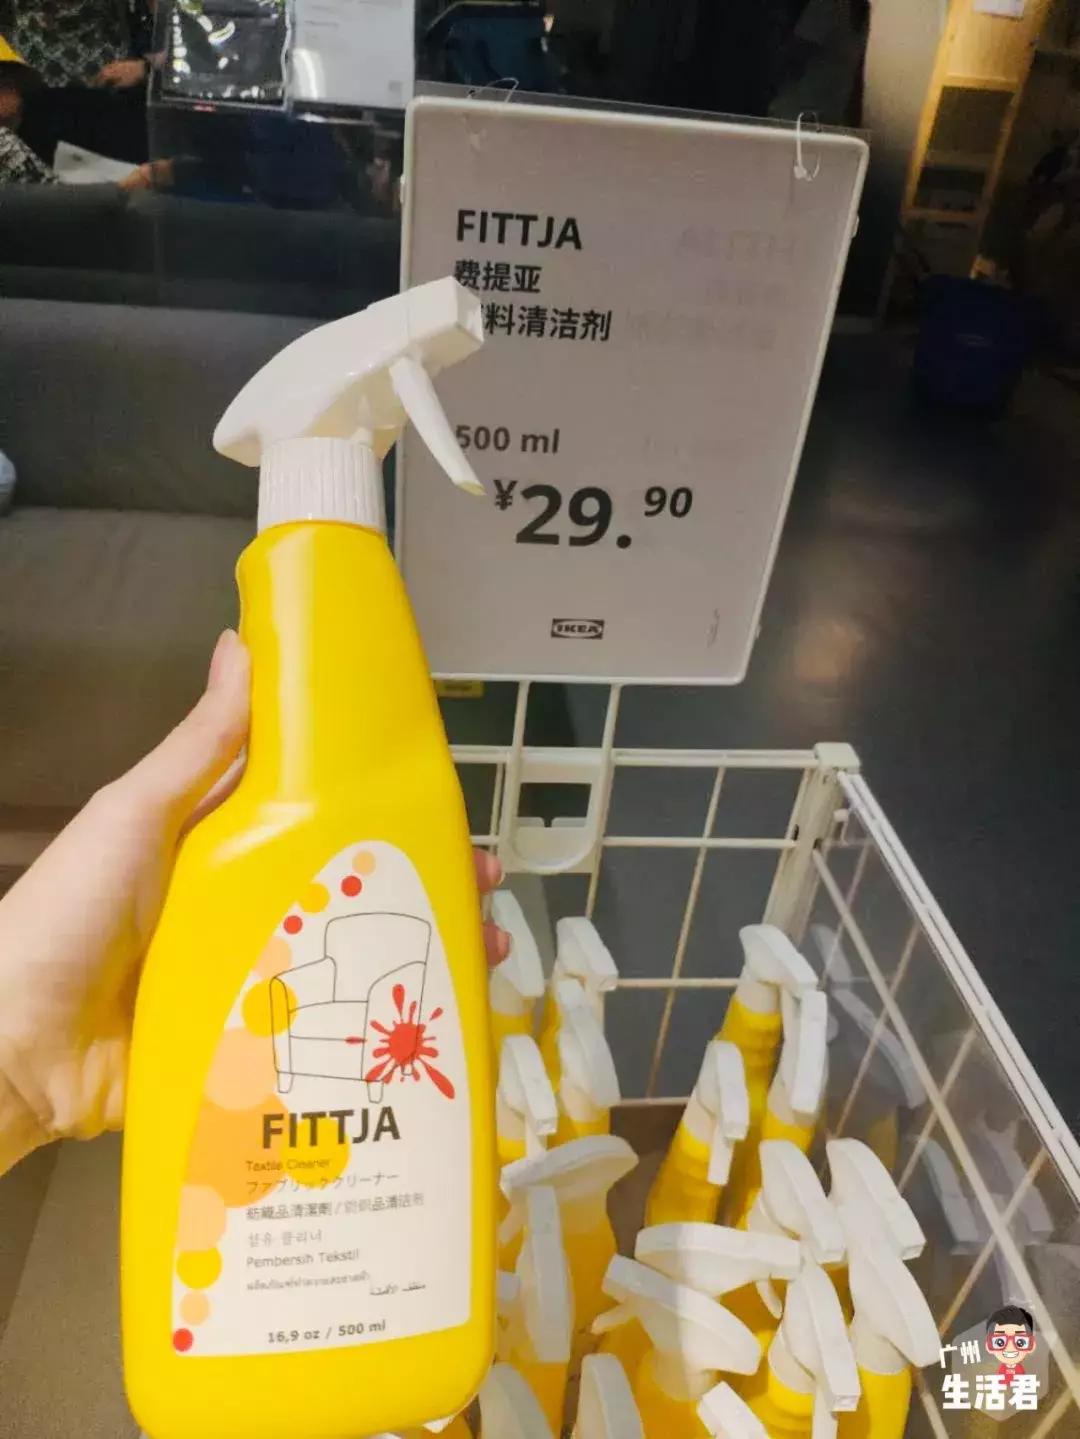 FITTJA
费提亚
料清洁剂
500 ml
¥29.90
IKEA
FITTJA
Textile Cleaner
ファブリッククリーナー
紡織品清潔劑 / 纺织品清洁剂
섬유 클리너
Pembersih Tekstil
منظف الأقمشة
16,9 oz / 500 ml
广州
生活君